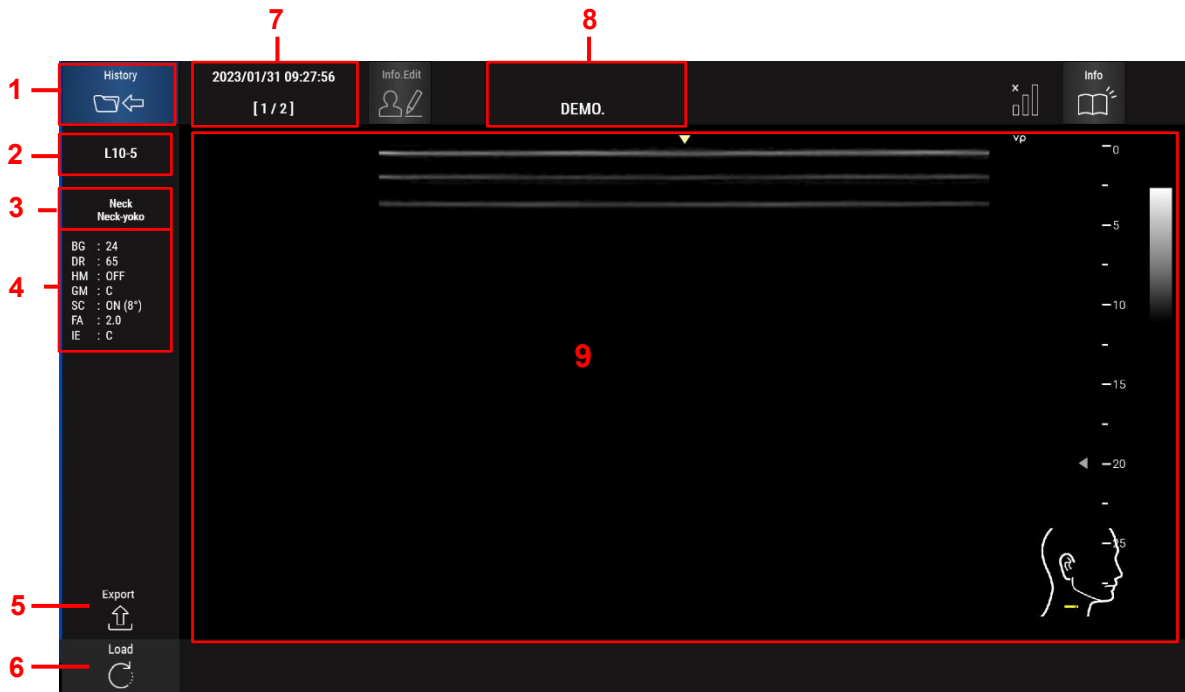 7
8
1
History
2023/01/31 09:27:56
[ 1 / 2 ]
Info.Edit
DEMO.
×
Info
2
L10-5
3
Neck
Neck-yoko
4
BG : 24
DR : 65
HM : OFF
GM : C
SC : ON (8°)
FA : 2.0
IE : C
VP
0
5
10
15
20
25
9
5
Export
6
Load